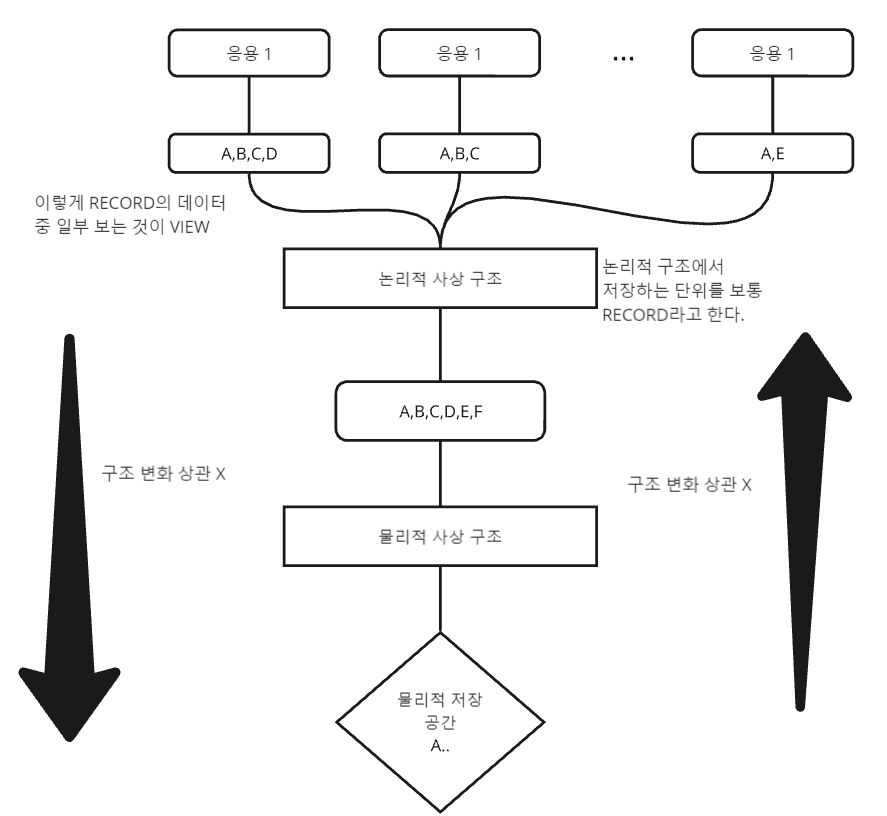 응용 1
응용 1
...
응용 1
A,B,C,D
A,B,C
A,E
이렇게 RECORD의 데이터
중 일부 보는 것이 VIEW
논리적 사상 구조
논리적 구조에서
저장하는 단위를 보통
RECORD라고 한다.
A,B,C,D,E,F
구조 변화 상관 X
구조 변화 상관 X
물리적 사상 구조
물리적 저장
공간
A..